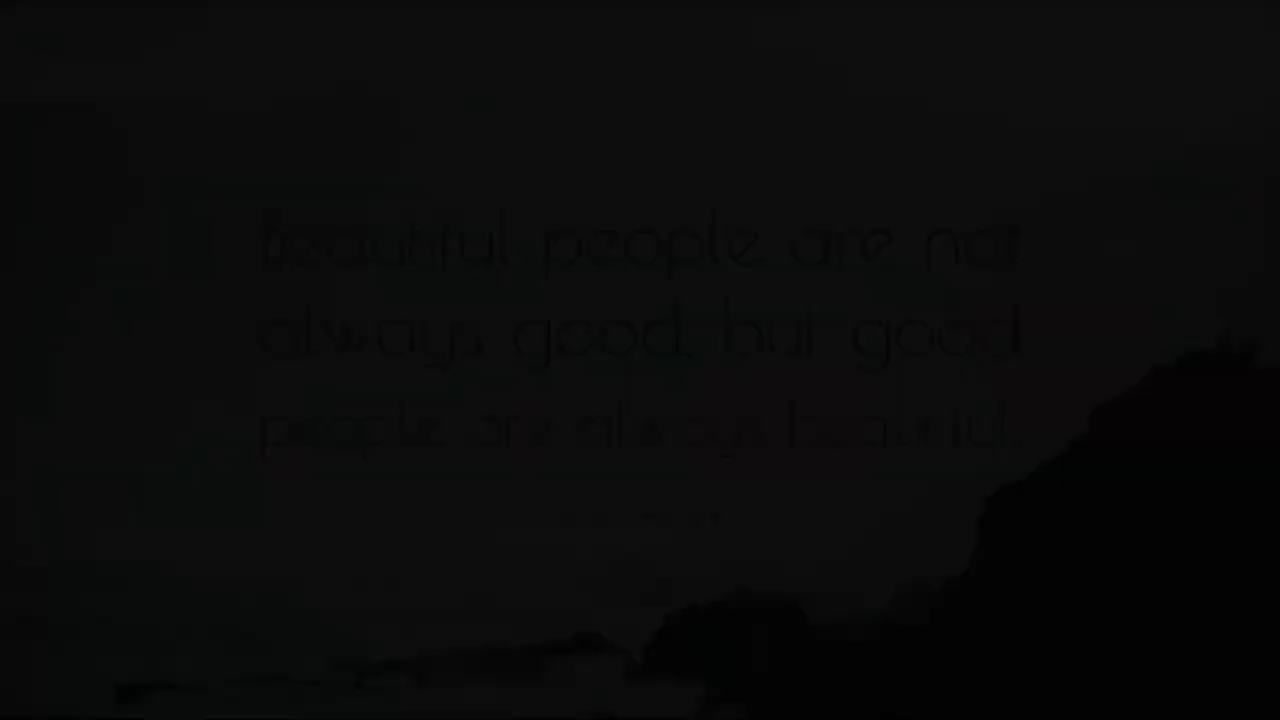 Beautiful people are not
always good, but good
people are always beautiful.